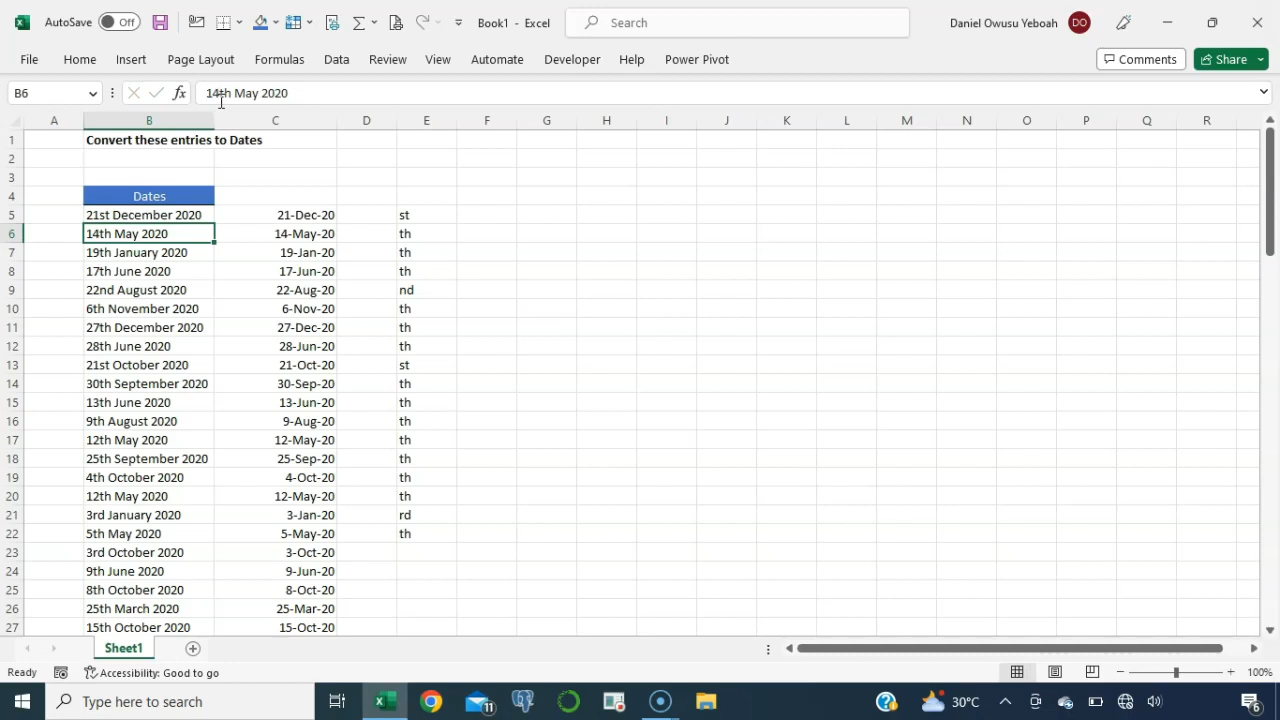 AutoSave Off Book1 - Excel Search Daniel Owusu Yeboah DO
File Home Insert Page Layout Formulas Data Review View Automate Developer Help Power Pivot Comments Share
B6 fx 14th May 2020
A B C D E F G H I J K L M N O P Q R
1 Convert these entries to Dates
2
3
4 Dates
5 21st December 2020 21-Dec-20 st
6 14th May 2020 14-May-20 th
7 19th January 2020 19-Jan-20 th
8 17th June 2020 17-Jun-20 th
9 22nd August 2020 22-Aug-20 nd
10 6th November 2020 6-Nov-20 th
11 27th December 2020 27-Dec-20 th
12 28th June 2020 28-Jun-20 th
13 21st October 2020 21-Oct-20 st
14 30th September 2020 30-Sep-20 th
15 13th June 2020 13-Jun-20 th
16 9th August 2020 9-Aug-20 th
17 12th May 2020 12-May-20 th
18 25th September 2020 25-Sep-20 th
19 4th October 2020 4-Oct-20 th
20 12th May 2020 12-May-20 th
21 3rd January 2020 3-Jan-20 rd
22 5th May 2020 5-May-20 th
23 3rd October 2020 3-Oct-20
24 9th June 2020 9-Jun-20
25 8th October 2020 8-Oct-20
26 25th March 2020 25-Mar-20
27 15th October 2020 15-Oct-20
Sheet1
Ready Accessibility: Good to go 100%
Type here to search 11 30°C 6